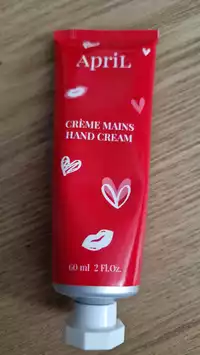 ApriL
CRÈME MAINS
HAND CREAM
60 ml 2 Fl.Oz.